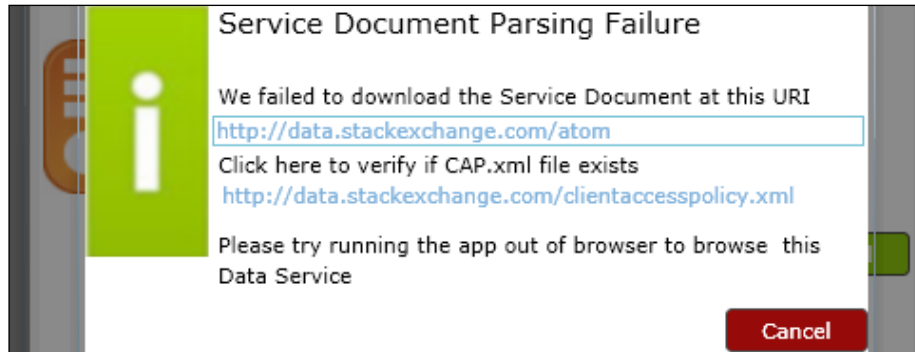 Service Document Parsing Failure
We failed to download the Service Document at this URI
http://data.stackexchange.com/atom
Click here to verify if CAP.xml file exists
http://data.stackexchange.com/clientaccesspolicy.xml
Please try running the app out of browser to browse  this
Data Service
Cancel